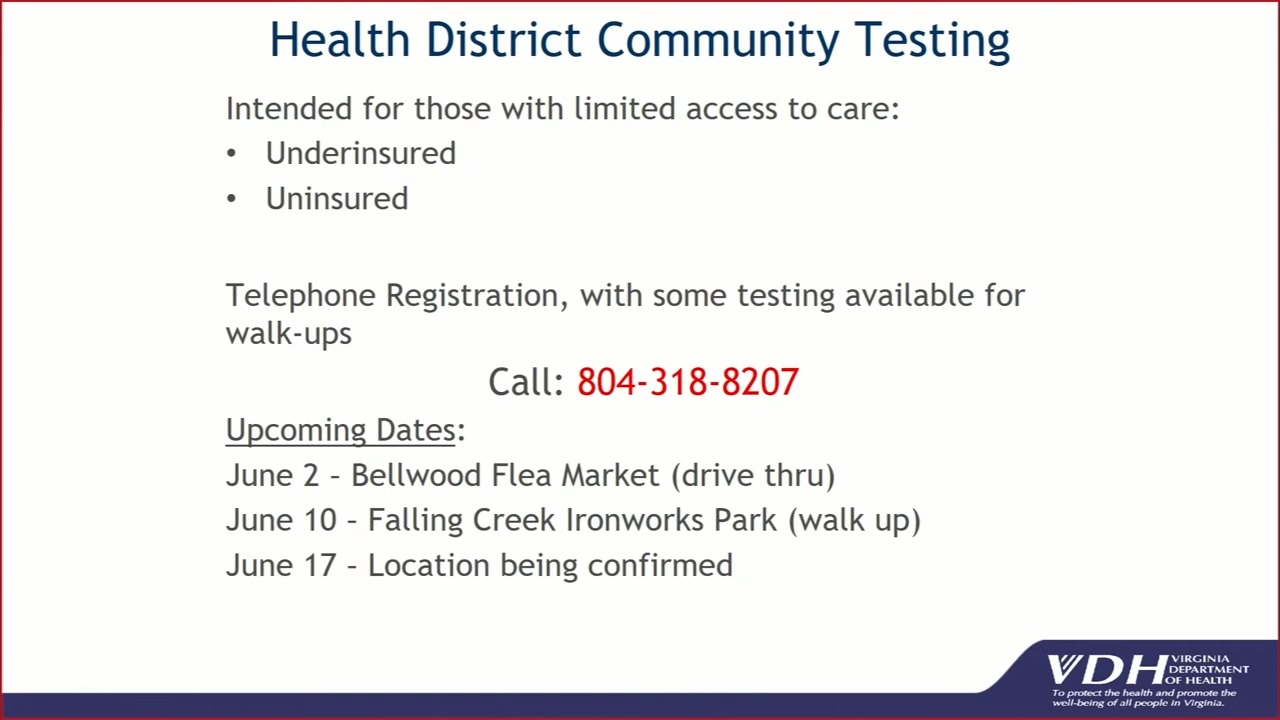 Health District Community Testing
Intended for those with limited access to care:
• Underinsured
• Uninsured
Telephone Registration, with some testing available for
walk-ups
Call: 804-318-8207
Upcoming Dates:
June 2 – Bellwood Flea Market (drive thru)
June 10 – Falling Creek Ironworks Park (walk up)
June 17 – Location being confirmed
VDH VIRGINIA
DEPARTMENT
OF HEALTH
To protect the health and promote the
well-being of all people in Virginia.